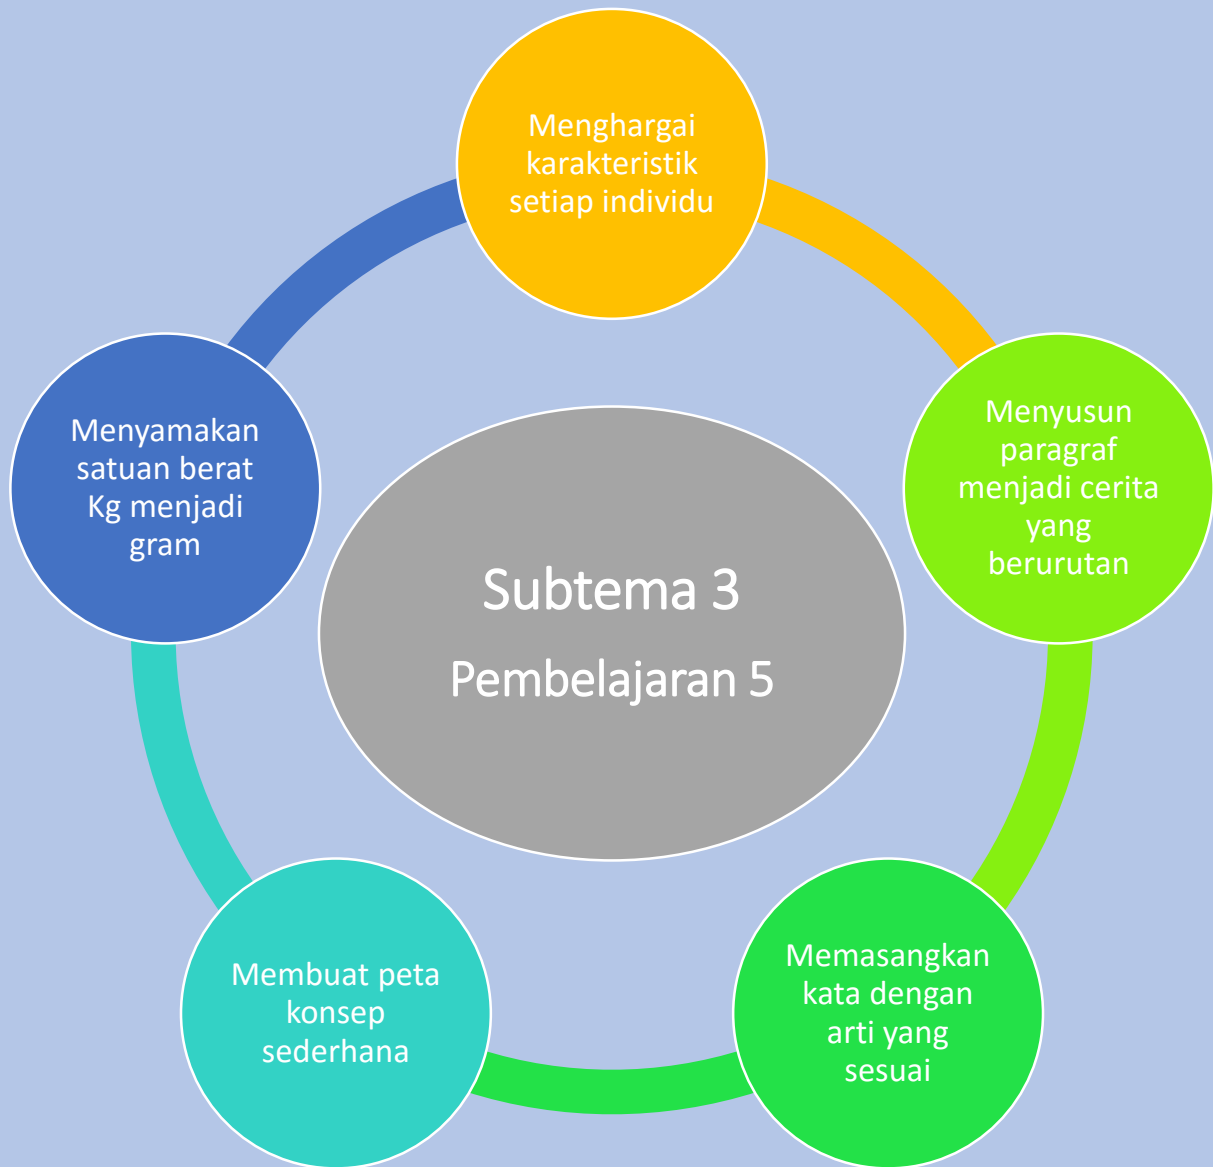 Menghargai
karakteristik
setiap individu
Menyusun
paragraf
menjadi cerita
yang
berurutan
Memasangkan
kata dengan
arti yang
sesuai
Membuat peta
konsep
sederhana
Menyamakan
satuan berat
Kg menjadi
gram
Subtema 3
Pembelajaran 5